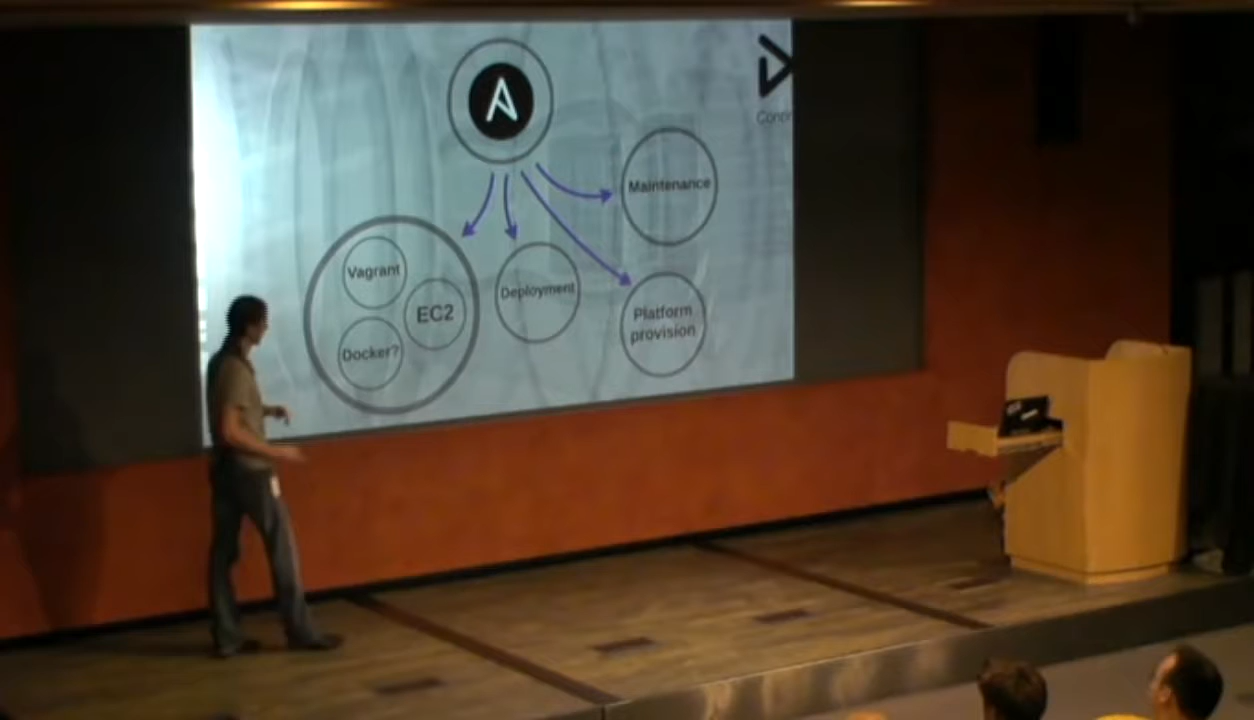 Maintenance
Vagrant
EC2
Docker?
Deployment
Platform
provision